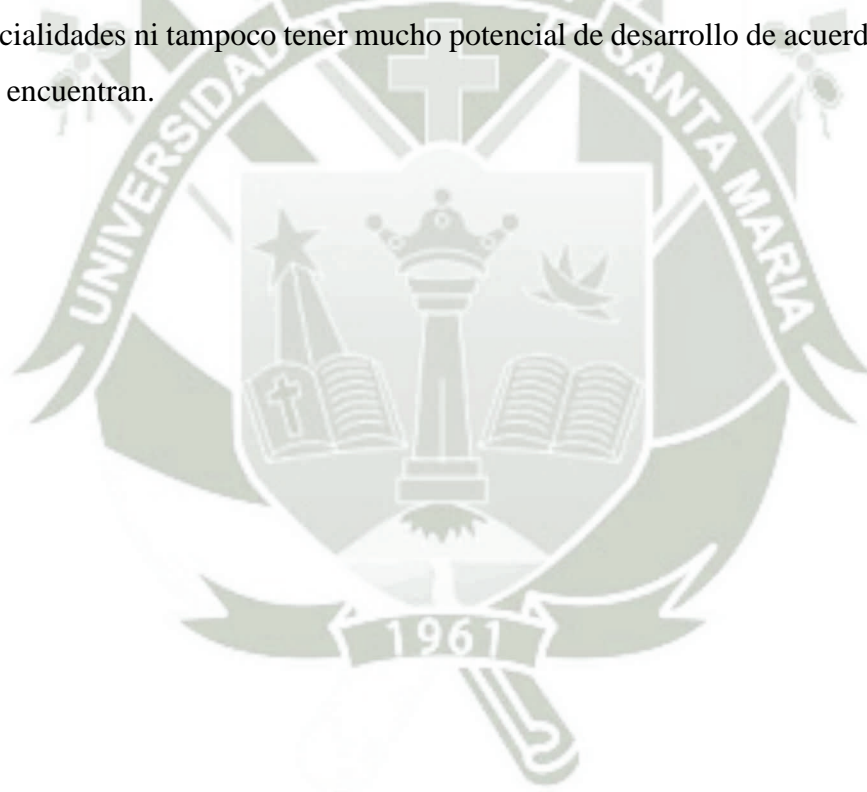 cialidades ni tampoco tener mucho potencial de desarrollo de acuerd
encuentran.
UNIVERSIDAD
SANTA MARIA
1961